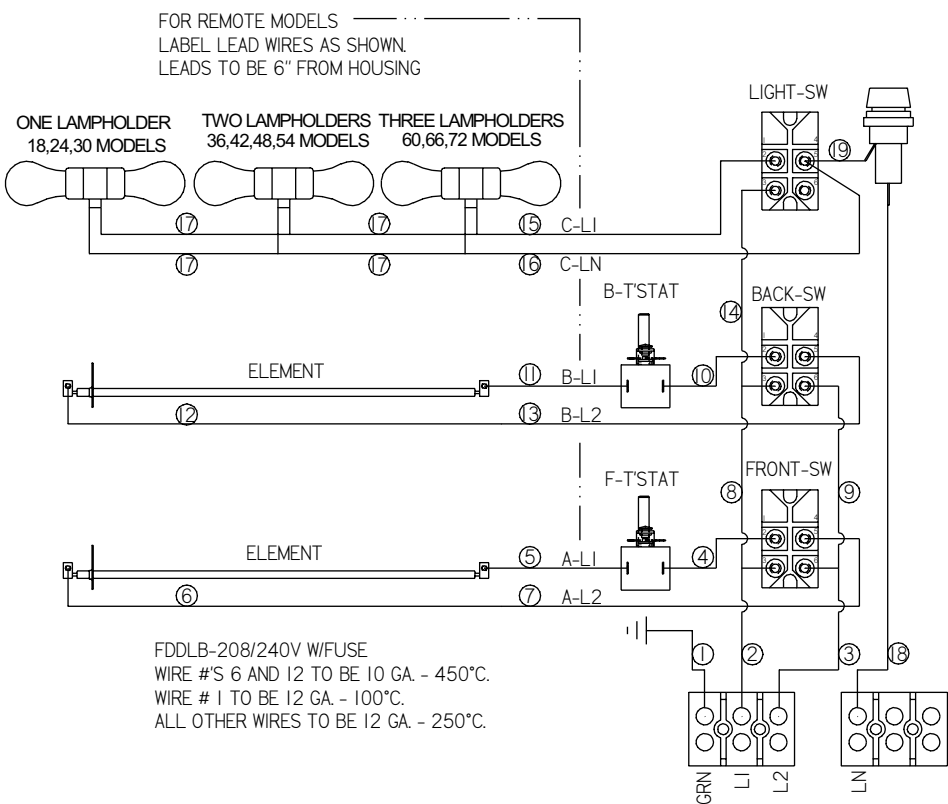 FOR REMOTE MODELS
LABEL LEAD WIRES AS SHOWN.
LEADS TO BE 6" FROM HOUSING
LIGHT-SW
ONE LAMPHOLDER
18,24,30 MODELS
TWO LAMPHOLDERS
36,42,48,54 MODELS
THREE LAMPHOLDERS
60,66,72 MODELS
19
17
17
15
C-L1
17
17
16
C-LN
B-T'STAT
BACK-SW
14
ELEMENT
11
B-L1
10
12
13
B-L2
F-T'STAT
FRONT-SW
8
9
ELEMENT
5
A-L1
4
6
7
A-L2
FDDLB-208/240V W/FUSE
WIRE #'S 6 AND 12 TO BE 10 GA. - 450°C.
WIRE # 1 TO BE 12 GA. - 100°C.
ALL OTHER WIRES TO BE 12 GA. - 250°C.
1
2
3
18
GRN
L1
L2
LN